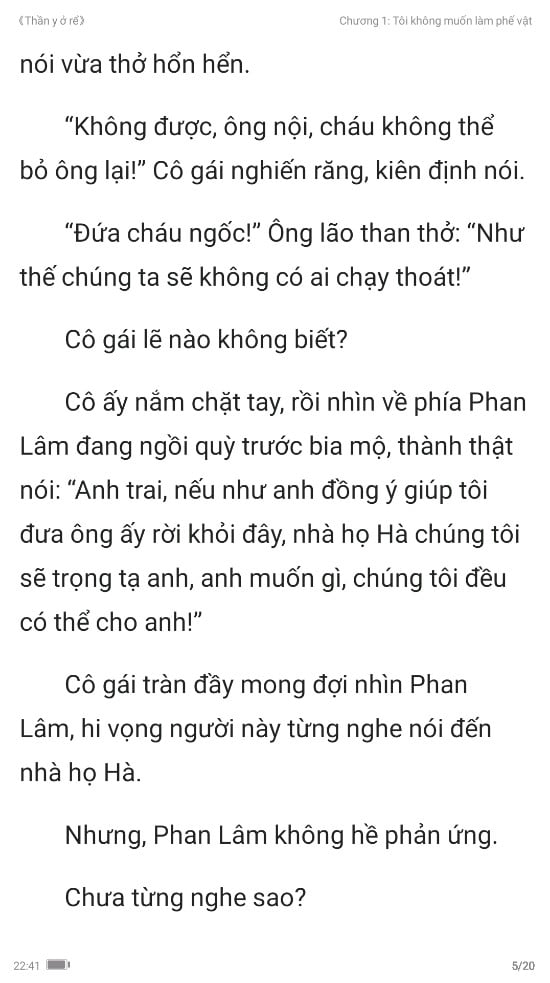 《Thần y ở rể》
Chương 1: Tôi không muốn làm phế vật
nói vừa thở hổn hển.
“Không được, ông nội, cháu không thể
bỏ ông lại!” Cô gái nghiến răng, kiên định nói.
“Đứa cháu ngốc!” Ông lão than thở: “Như
thế chúng ta sẽ không có ai chạy thoát!”
Cô gái lẽ nào không biết?
Cô ấy nắm chặt tay, rồi nhìn về phía Phan
Lâm đang ngồi quỳ trước bia mộ, thành thật
nói: “Anh trai, nếu như anh đồng ý giúp tôi
đưa ông ấy rời khỏi đây, nhà họ Hà chúng tôi
sẽ trọng tạ anh, anh muốn gì, chúng tôi đều
có thể cho anh!”
Cô gái tràn đầy mong đợi nhìn Phan
Lâm, hi vọng người này từng nghe nói đến
nhà họ Hà.
Nhưng, Phan Lâm không hề phản ứng.
Chưa từng nghe sao?
22:41
5/20